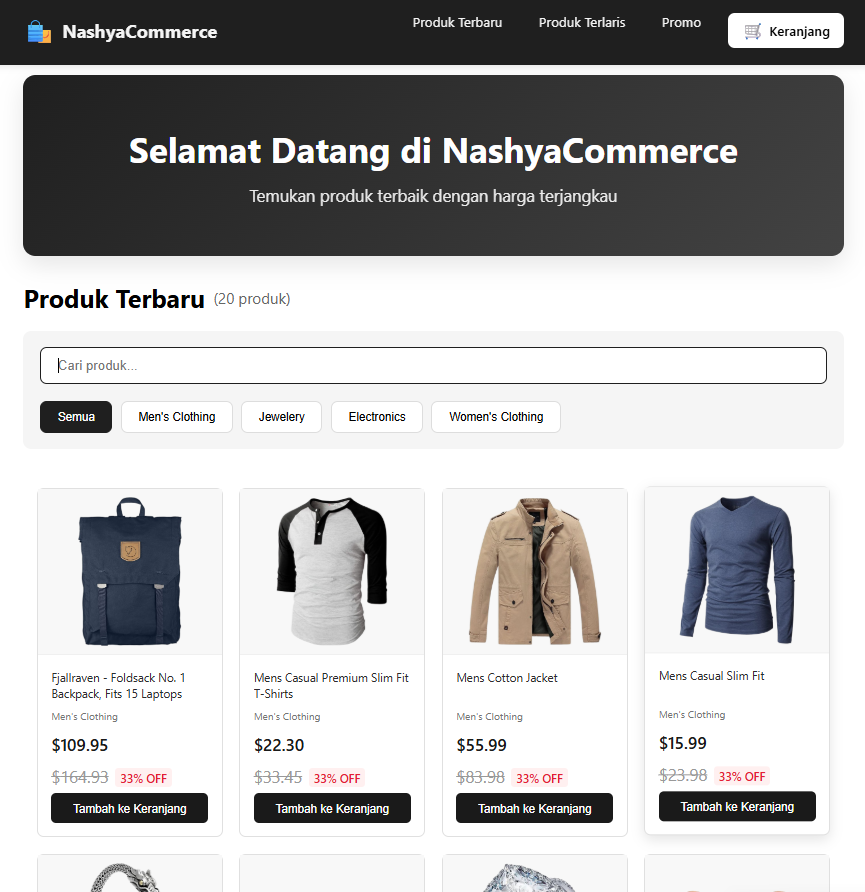 NashyaCommerce
Produk Terbaru
Produk Terlaris
Promo
Keranjang
Selamat Datang di NashyaCommerce
Temukan produk terbaik dengan harga terjangkau
Produk Terbaru (20 produk)
Cari produk...
Semua
Men's Clothing
Jewelery
Electronics
Women's Clothing
Fjallraven - Foldsack No. 1
Backpack, Fits 15 Laptops
Men's Clothing
$109.95
$164.93 33% OFF
Tambah ke Keranjang
Mens Casual Premium Slim Fit
T-Shirts
Men's Clothing
$22.30
$33.45 33% OFF
Tambah ke Keranjang
Mens Cotton Jacket
Men's Clothing
$55.99
$83.98 33% OFF
Tambah ke Keranjang
Mens Casual Slim Fit
Men's Clothing
$15.99
$23.98 33% OFF
Tambah ke Keranjang